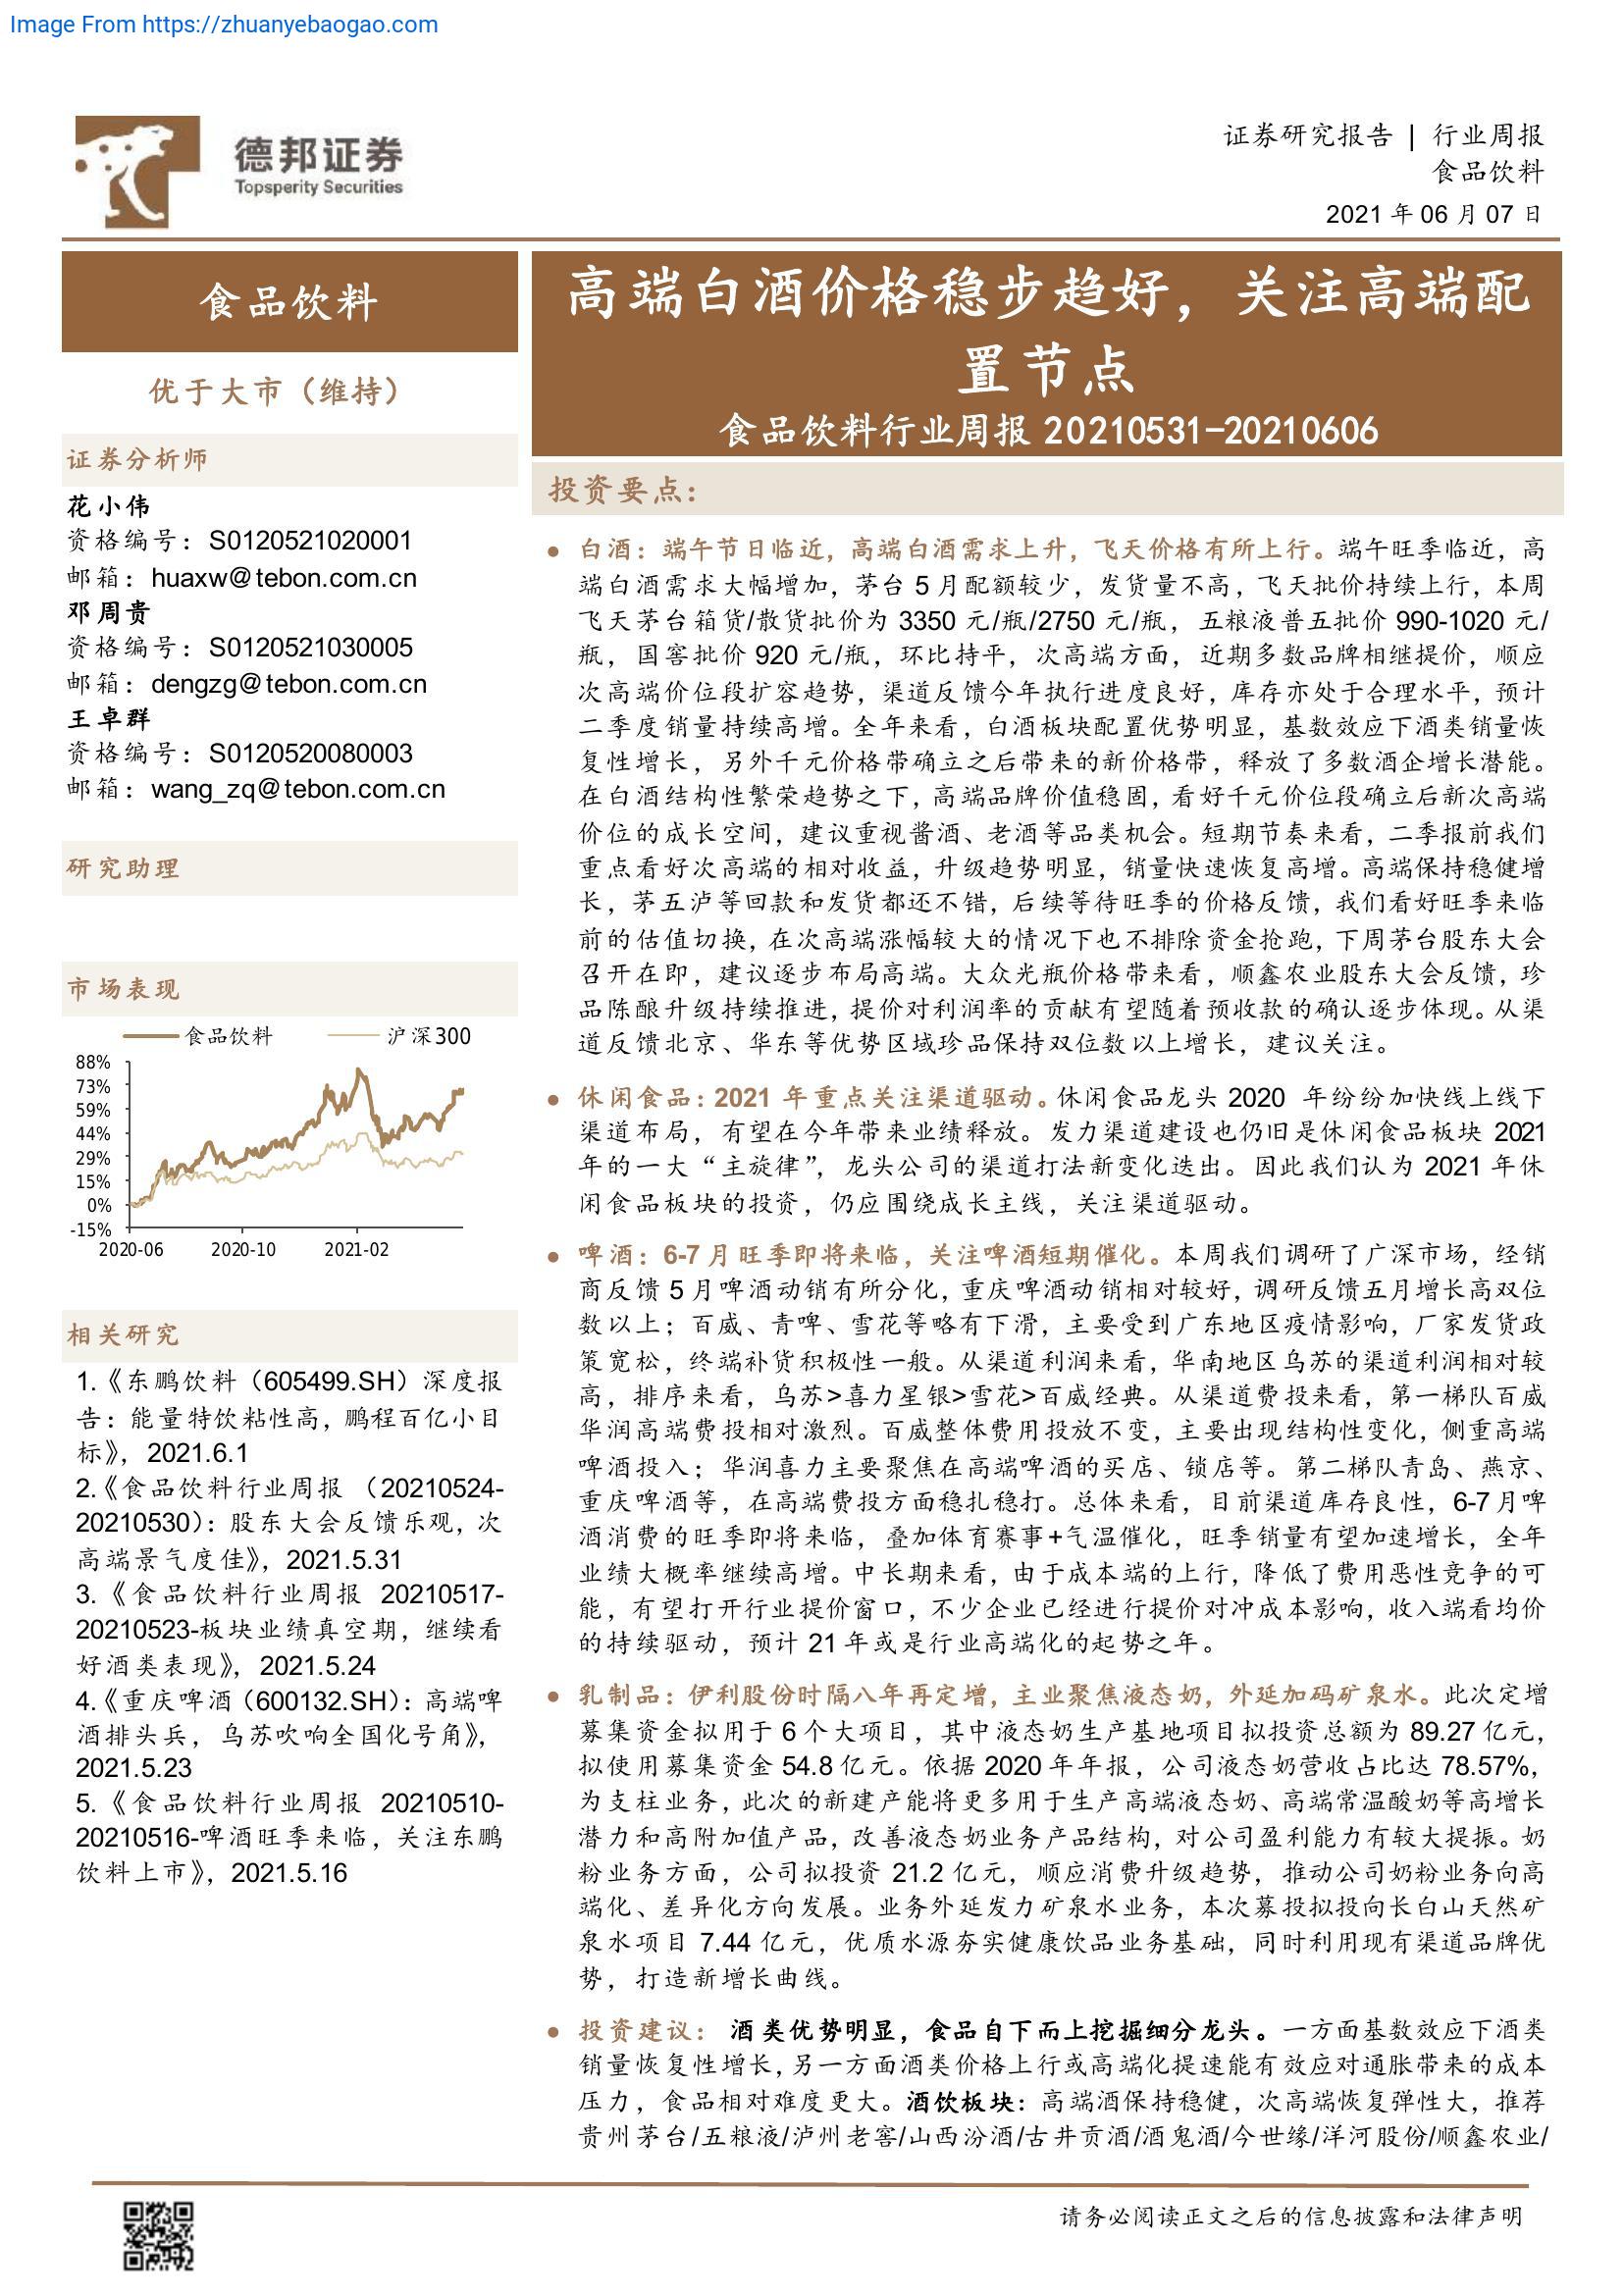 Image From https://zhuanyebaogao.com
德邦证券
Topsperity Securities
证券研究报告 | 行业周报
食品饮料
2021 年 06 月 07 日
食品饮料
优于大市（维持）
证券分析师
花小伟
资格编号：S0120521020001
邮箱：huaxw@tebon.com.cn
邓周贵
资格编号：S0120521030005
邮箱：dengzg@tebon.com.cn
王卓群
资格编号：S0120520080003
邮箱：wang_zq@tebon.com.cn
研究助理
市场表现
食品饮料 沪深300
88%
73%
59%
44%
29%
15%
0%
-15%
2020-06 2020-10 2021-02
相关研究
1.《东鹏饮料（605499.SH）深度报
告：能量特饮粘性高，鹏程百亿小目
标》，2021.6.1
2.《食品饮料行业周报 （20210524-
20210530）：股东大会反馈乐观，次
高端景气度佳》，2021.5.31
3.《食品饮料行业周报 20210517-
20210523-板块业绩真空期，继续看
好酒类表现》，2021.5.24
4.《重庆啤酒（600132.SH）：高端啤
酒排头兵，乌苏吹响全国化号角》，
2021.5.23
5.《食品饮料行业周报 20210510-
20210516-啤酒旺季来临，关注东鹏
饮料上市》，2021.5.16
高端白酒价格稳步趋好，关注高端配
置节点
食品饮料行业周报 20210531-20210606
投资要点：
● 白酒：端午节日临近，高端白酒需求上升，飞天价格有所上行。端午旺季临近，高
端白酒需求大幅增加，茅台 5 月配额较少，发货量不高，飞天批价持续上行，本周
飞天茅台箱货/散货批价为 3350 元/瓶/2750 元/瓶，五粮液普五批价 990-1020 元/
瓶，国窖批价 920 元/瓶，环比持平，次高端方面，近期多数品牌相继提价，顺应
次高端价位段扩容趋势，渠道反馈今年执行进度良好，库存亦处于合理水平，预计
二季度销量持续高增。全年来看，白酒板块配置优势明显，基数效应下酒类销量恢
复性增长，另外千元价格带确立之后带来的新价格带，释放了多数酒企增长潜能。
在白酒结构性繁荣趋势之下，高端品牌价值稳固，看好千元价位段确立后新次高端
价位的成长空间，建议重视酱酒、老酒等品类机会。短期节奏来看，二季报前我们
重点看好次高端的相对收益，升级趋势明显，销量快速恢复高增。高端保持稳健增
长，茅五泸等回款和发货都还不错，后续等待旺季的价格反馈，我们看好旺季来临
前的估值切换，在次高端涨幅较大的情况下也不排除资金抢跑，下周茅台股东大会
召开在即，建议逐步布局高端。大众光瓶价格带来看，顺鑫农业股东大会反馈，珍
品陈酿升级持续推进，提价对利润率的贡献有望随着预收款的确认逐步体现。从渠
道反馈北京、华东等优势区域珍品保持双位数以上增长，建议关注。
● 休闲食品：2021 年重点关注渠道驱动。休闲食品龙头 2020 年纷纷加快线上线下
渠道布局，有望在今年带来业绩释放。发力渠道建设也仍旧是休闲食品板块 2021
年的一大“主旋律”，龙头公司的渠道打法新变化迭出。因此我们认为 2021 年休
闲食品板块的投资，仍应围绕成长主线，关注渠道驱动。
● 啤酒：6-7 月旺季即将来临，关注啤酒短期催化。本周我们调研了广深市场，经销
商反馈 5 月啤酒动销有所分化，重庆啤酒动销相对较好，调研反馈五月增长高双位
数以上；百威、青啤、雪花等略有下滑，主要受到广东地区疫情影响，厂家发货政
策宽松，终端补货积极性一般。从渠道利润来看，华南地区乌苏的渠道利润相对较
高，排序来看，乌苏>喜力星银>雪花>百威经典。从渠道费投来看，第一梯队百威
华润高端费投相对激烈。百威整体费用投放不变，主要出现结构性变化，侧重高端
啤酒投入；华润喜力主要聚焦在高端啤酒的买店、锁店等。第二梯队青岛、燕京、
重庆啤酒等，在高端费投方面稳扎稳打。总体来看，目前渠道库存良性，6-7 月啤
酒消费的旺季即将来临，叠加体育赛事+气温催化，旺季销量有望加速增长，全年
业绩大概率继续高增。中长期来看，由于成本端的上行，降低了费用恶性竞争的可
能，有望打开行业提价窗口，不少企业已经进行提价对冲成本影响，收入端看均价
的持续驱动，预计 21 年或是行业高端化的起势之年。
● 乳制品：伊利股份时隔八年再定增，主业聚焦液态奶，外延加码矿泉水。此次定增
募集资金拟用于 6 个大项目，其中液态奶生产基地项目拟投资总额为 89.27 亿元，
拟使用募集资金 54.8 亿元。依据 2020 年年报，公司液态奶营收占比达 78.57%，
为支柱业务，此次的新建产能将更多用于生产高端液态奶、高端常温酸奶等高增长
潜力和高附加值产品，改善液态奶业务产品结构，对公司盈利能力有较大提振。奶
粉业务方面，公司拟投资 21.2 亿元，顺应消费升级趋势，推动公司奶粉业务向高
端化、差异化方向发展。业务外延发力矿泉水业务，本次募投拟投向长白山天然矿
泉水项目 7.44 亿元，优质水源夯实健康饮品业务基础，同时利用现有渠道品牌优
势，打造新增长曲线。
● 投资建议： 酒类优势明显，食品自下而上挖掘细分龙头。一方面基数效应下酒类
销量恢复性增长，另一方面酒类价格上行或高端化提速能有效应对通胀带来的成本
压力，食品相对难度更大。酒饮板块：高端酒保持稳健，次高端恢复弹性大，推荐
贵州茅台/五粮液/泸州老窖/山西汾酒/古井贡酒/酒鬼酒/今世缘/洋河股份/顺鑫农业/
请务必阅读正文之后的信息披露和法律声明